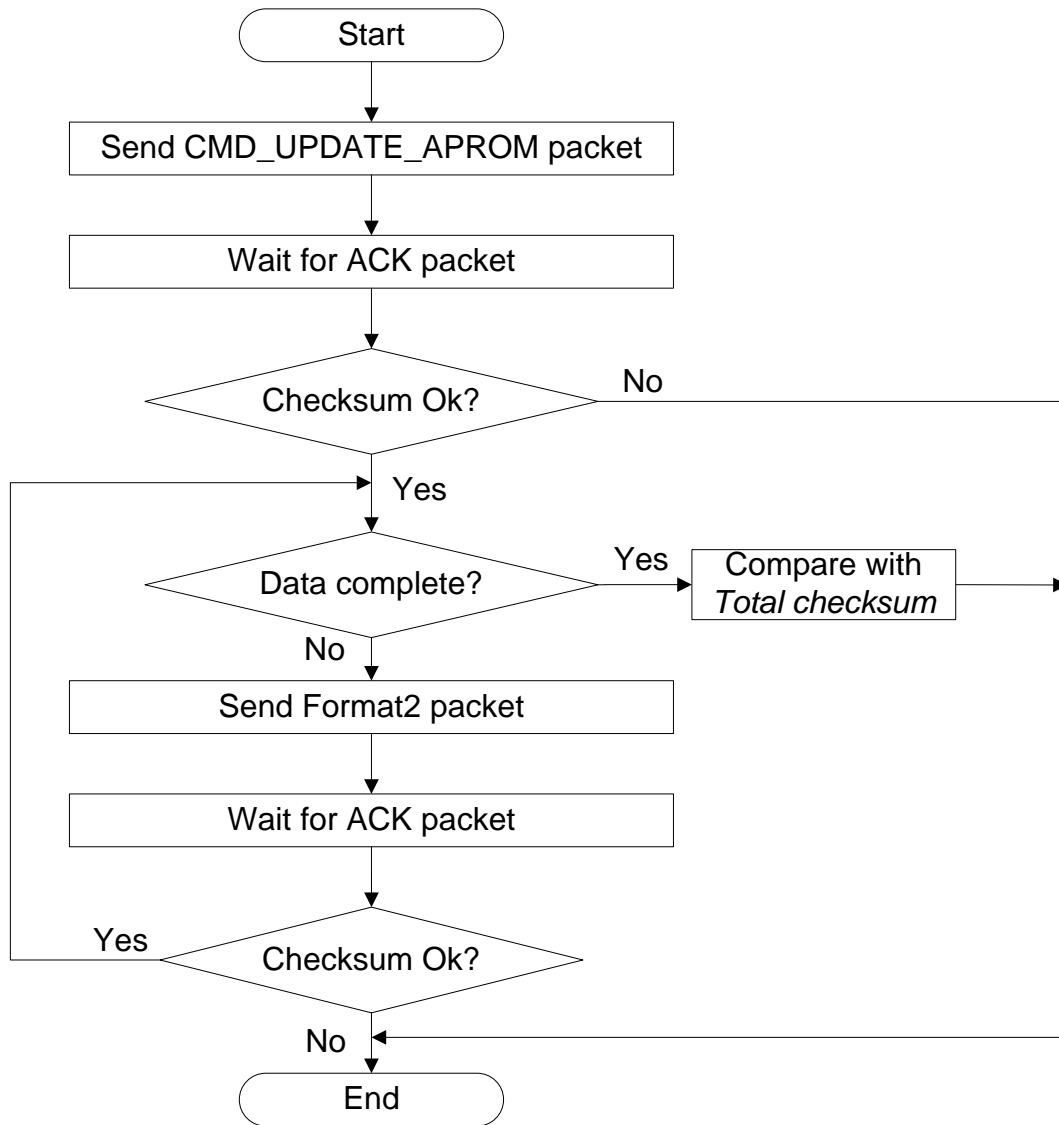 Start
Send CMD_UPDATE_APROM packet
Wait for ACK packet
Checksum Ok?
No
Yes
Data complete?
Yes
Compare with
Total checksum
No
Send Format2 packet
Wait for ACK packet
Checksum Ok?
Yes
No
End